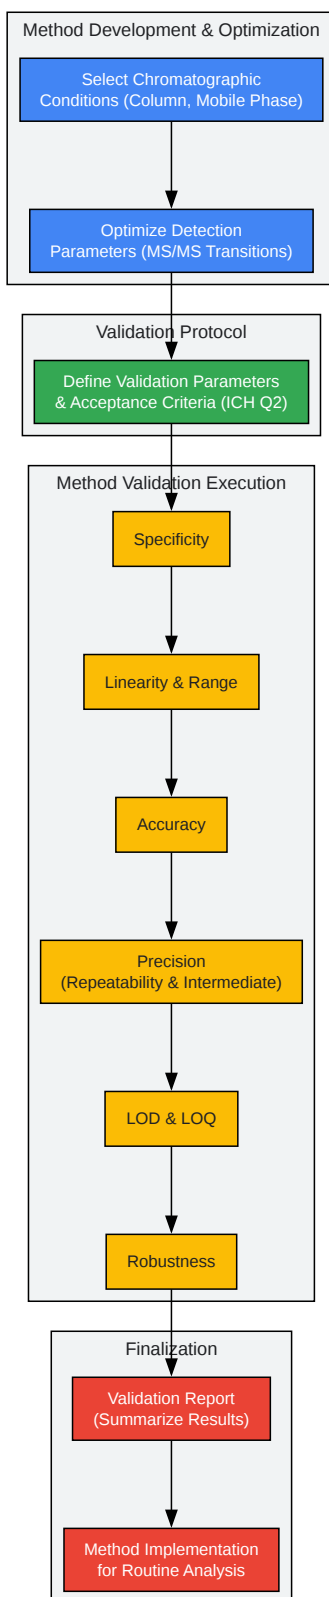 Method Development & Optimization
Select Chromatographic
Conditions (Column, Mobile Phase)
Optimize Detection
Parameters (MS/MS Transitions)
Validation Protocol
Define Validation Parameters
& Acceptance Criteria (ICH Q2)
Method Validation Execution
Specificity
Linearity & Range
Accuracy
Precision
(Repeatability & Intermediate)
LOD & LOQ
Robustness
Finalization
Validation Report
(Summarize Results)
Method Implementation
for Routine Analysis